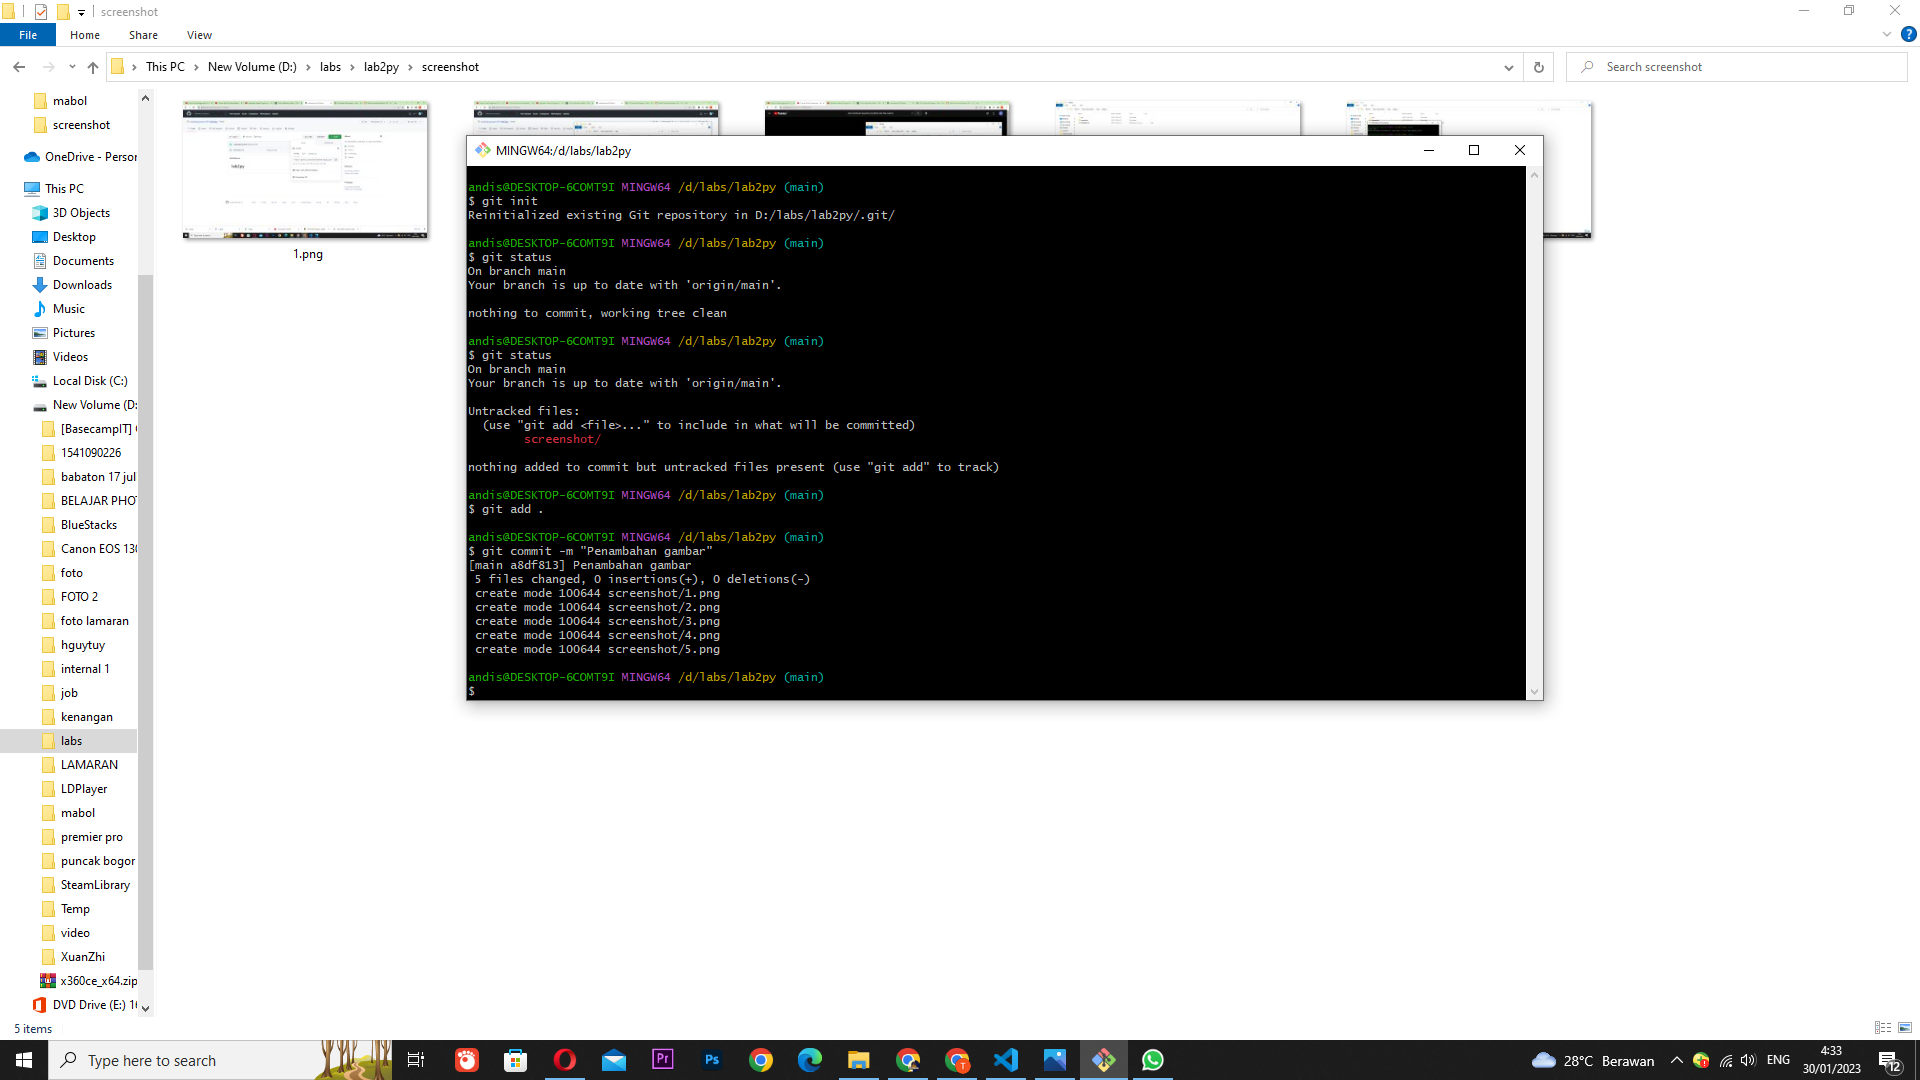 screenshot
File
Home
Share
View
This PC
New Volume (D:)
labs
lab2py
screenshot
Search screenshot
mabol
screenshot
OneDrive - Person
This PC
3D Objects
Desktop
Documents
Downloads
Music
Pictures
Videos
Local Disk (C:)
New Volume (D:
[BasecampIT]
1541090226
babaton 17 jul
BELAJAR PHO
BlueStacks
Canon EOS 130
foto
FOTO 2
foto lamaran
hguytuy
internal 1
job
kenangan
labs
LAMARAN
LDPlayer
mabol
premier pro
puncak bogor
SteamLibrary
Temp
video
XuanZhi
x360ce_x64.zip
DVD Drive (E:) 16
5 items
1.png
MINGW64:/d/labs/lab2py
andis@DESKTOP-6COMT9I MINGW64 /d/labs/lab2py (main)
$ git init
Reinitialized existing Git repository in D:/labs/lab2py/.git/
andis@DESKTOP-6COMT9I MINGW64 /d/labs/lab2py (main)
$ git status
On branch main
Your branch is up to date with 'origin/main'.
nothing to commit, working tree clean
andis@DESKTOP-6COMT9I MINGW64 /d/labs/lab2py (main)
$ git status
On branch main
Your branch is up to date with 'origin/main'.
Untracked files:
(use "git add <file>..." to include in what will be committed)
screenshot/
nothing added to commit but untracked files present (use "git add" to track)
andis@DESKTOP-6COMT9I MINGW64 /d/labs/lab2py (main)
$ git add .
andis@DESKTOP-6COMT9I MINGW64 /d/labs/lab2py (main)
$ git commit -m "Penambahan gambar"
[main a8df813] Penambahan gambar
5 files changed, 0 insertions(+), 0 deletions(-)
create mode 100644 screenshot/1.png
create mode 100644 screenshot/2.png
create mode 100644 screenshot/3.png
create mode 100644 screenshot/4.png
create mode 100644 screenshot/5.png
andis@DESKTOP-6COMT9I MINGW64 /d/labs/lab2py (main)
$
Type here to search
Pr
Ps
28°C Berawan
ENG
4:33
30/01/2023
12